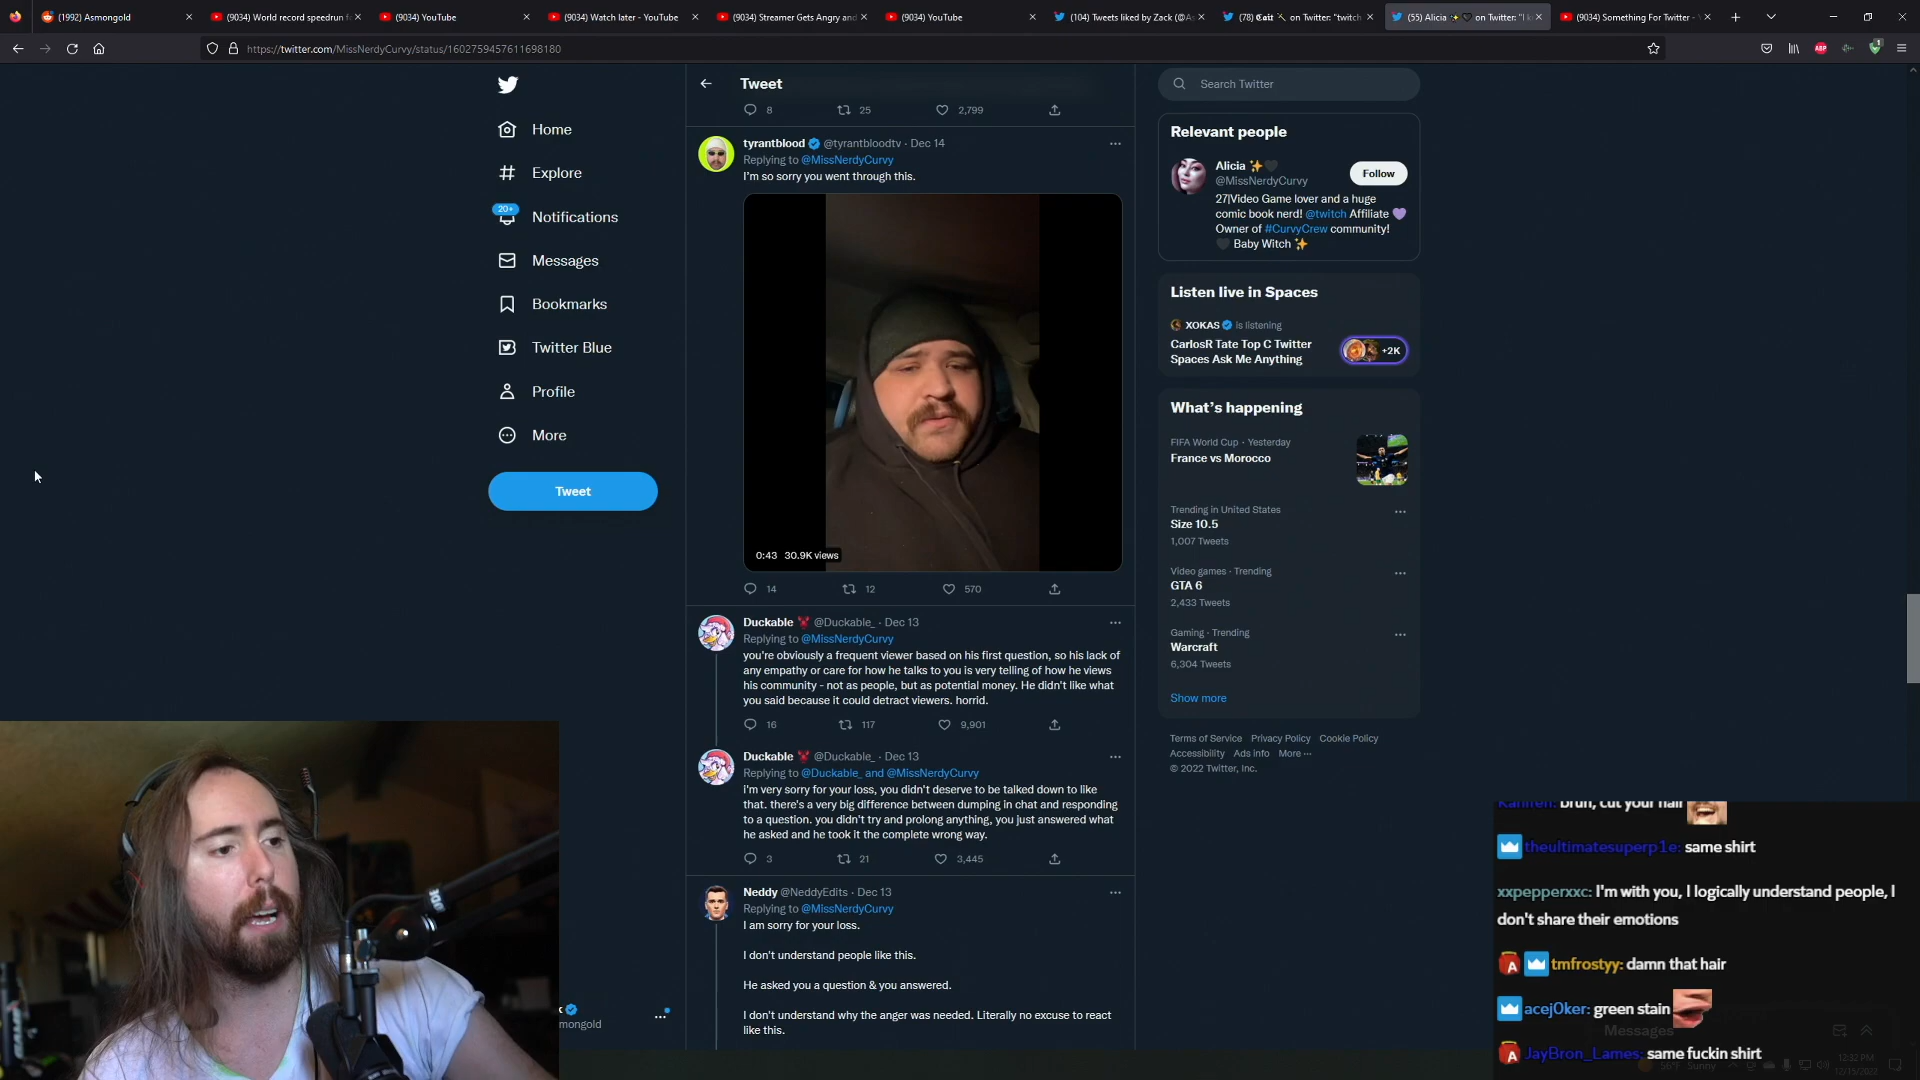 (1992) Asmongold
(9034) World record speedrun f
(9034) YouTube
(9034) Watch later - YouTube
(9034) Streamer Gets Angry and
(9034) YouTube
(104) Tweets liked by Zack (@As
(78) Cait on Twitter: "twitch
(55) Alicia ✨🖤 on Twitter: "I k
(9034) Something For Twitter -
https://twitter.com/MissNerdyCurvy/status/1602759457611698180
Home
Explore
20+
Notifications
Messages
Bookmarks
Twitter Blue
Profile
More
Tweet
mongold
Tweet
8 25 2,799
tyrantblood @tyrantbloodtv · Dec 14
Replying to @MissNerdyCurvy
I'm so sorry you went through this.
0:43 30.9K views
14 12 570
Duckable @Duckable_ · Dec 13
Replying to @MissNerdyCurvy
you're obviously a frequent viewer based on his first question, so his lack of
any empathy or care for how he talks to you is very telling of how he views
his community - not as people, but as potential money. He didn't like what
you said because it could detract viewers. horrid.
16 117 9,901
Duckable @Duckable_ · Dec 13
Replying to @Duckable_ and @MissNerdyCurvy
i'm very sorry for your loss, you didn't deserve to be talked down to like
that. there's a very big difference between dumping in chat and responding
to a question. you didn't try and prolong anything, you just answered what
he asked and he took it the complete wrong way.
3 21 3,445
Neddy @NeddyEdits · Dec 13
Replying to @MissNerdyCurvy
I am sorry for your loss.
I don't understand people like this.
He asked you a question & you answered.
I don't understand why the anger was needed. Literally no excuse to react
like this.
Search Twitter
Relevant people
Alicia ✨🖤
@MissNerdyCurvy
Follow
27|Video Game lover and a huge
comic book nerd! @twitch Affiliate 💜
Owner of #CurvyCrew community!
🖤 Baby Witch ✨
Listen live in Spaces
XOKAS is listening
CarlosR Tate Top C Twitter
Spaces Ask Me Anything
+2K
What's happening
FIFA World Cup · Yesterday
France vs Morocco
Trending in United States
Size 10.5
1,007 Tweets
Video games · Trending
GTA 6
2,433 Tweets
Gaming · Trending
Warcraft
6,304 Tweets
Show more
Terms of Service Privacy Policy Cookie Policy
Accessibility Ads info More ···
© 2022 Twitter, Inc.
bruh, cut your hair
theultimatesuperp1e: same shirt
xxpepperxxc: I'm with you, I logically understand people, I
don't share their emotions
tmfrostyy: damn that hair
acej0ker: green stain
Messages
JayBron_Lames: same fuckin shirt
56°F Sunny
12:32 PM
12/15/2022